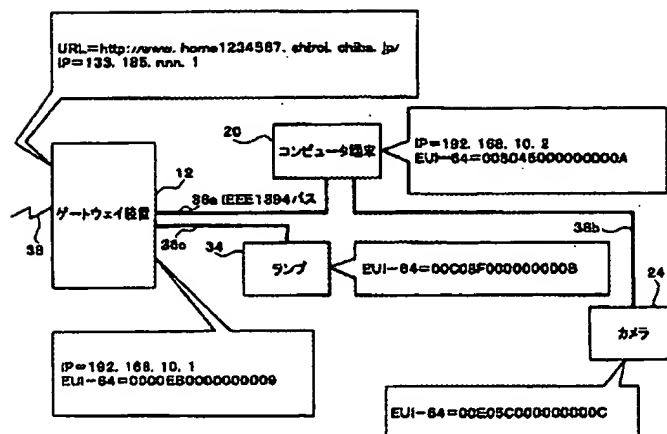 URL=http://www.home1234567.shiroi.chiba.jp/
IP=133.185.nnn.1
20
コンピュータ端末
IP=192.168.10.2
EUI-64=008045000000000A
12
36a IEEE1394バス
ゲートウェイ装置
38
36c
34
ランプ
EUI-64=00C08F000000000B
36b
24
カメラ
IP=192.168.10.1
EUI-64=0000EB0000000009
EUI-64=00E05C000000000C